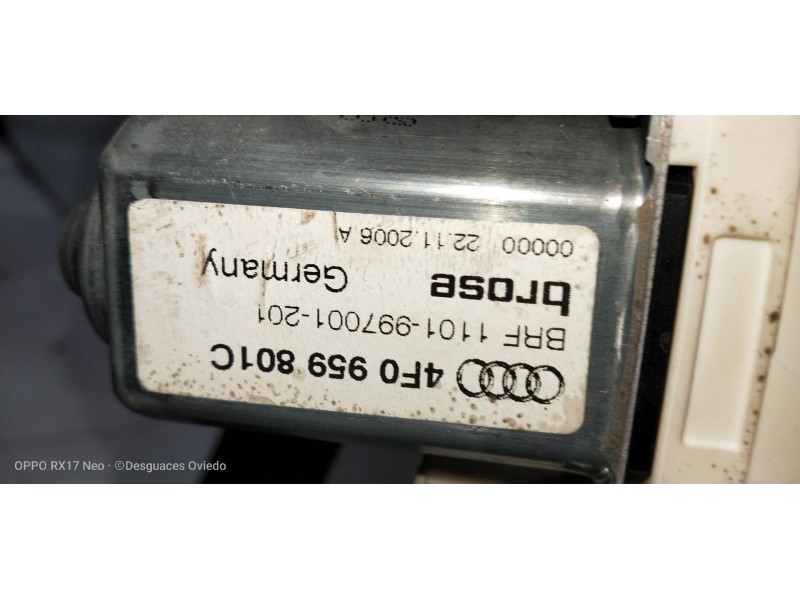 4F0 959 801C
BRF 1101-997001-201
brose Germany
00000 22.11.2006 A
OPPO RX17 Neo · ©Desguaces Oviedo